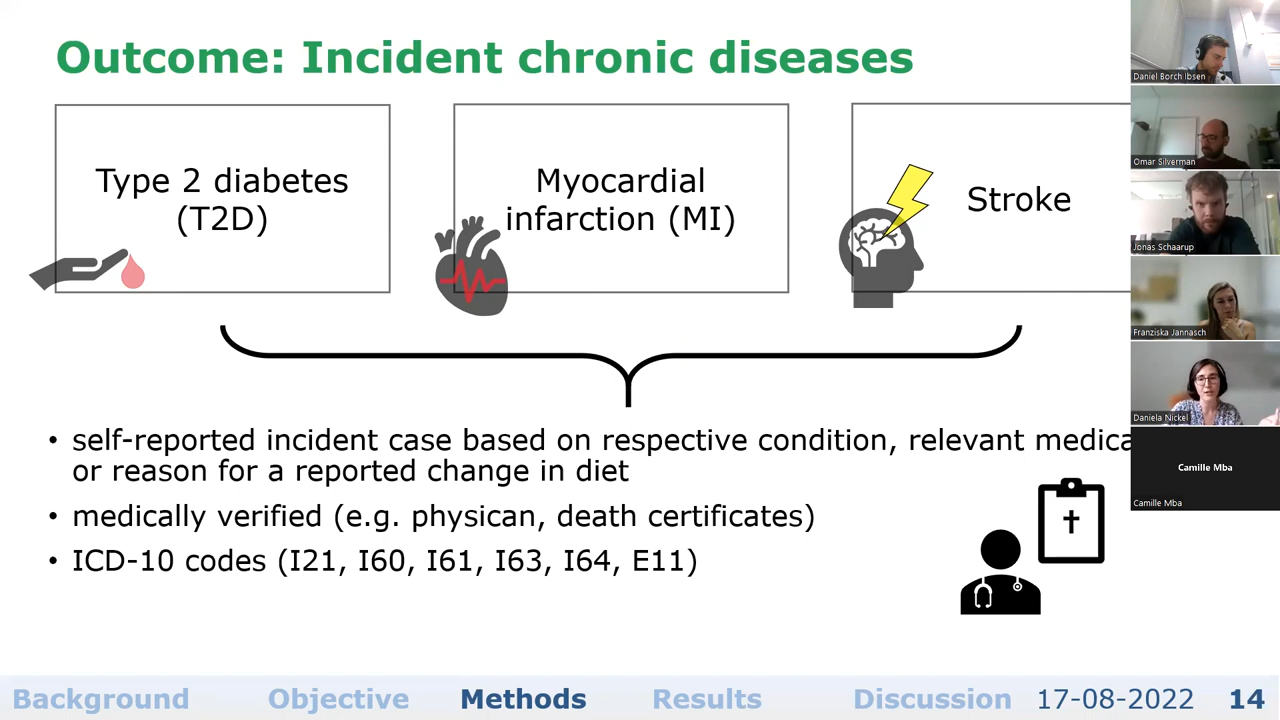 Outcome: Incident chronic diseases
Type 2 diabetes
(T2D)
Myocardial
infarction (MI)
Stroke
• self-reported incident case based on respective condition, relevant medica
or reason for a reported change in diet
• medically verified (e.g. physican, death certificates)
• ICD-10 codes (I21, I60, I61, I63, I64, E11)
Background Objective Methods Results Discussion 17-08-2022 14
Daniel Borch Ibsen
Omar Silverman
Jonas Schaarup
Franziska Jannasch
Daniela Nickel
Camille Mba
Camille Mba